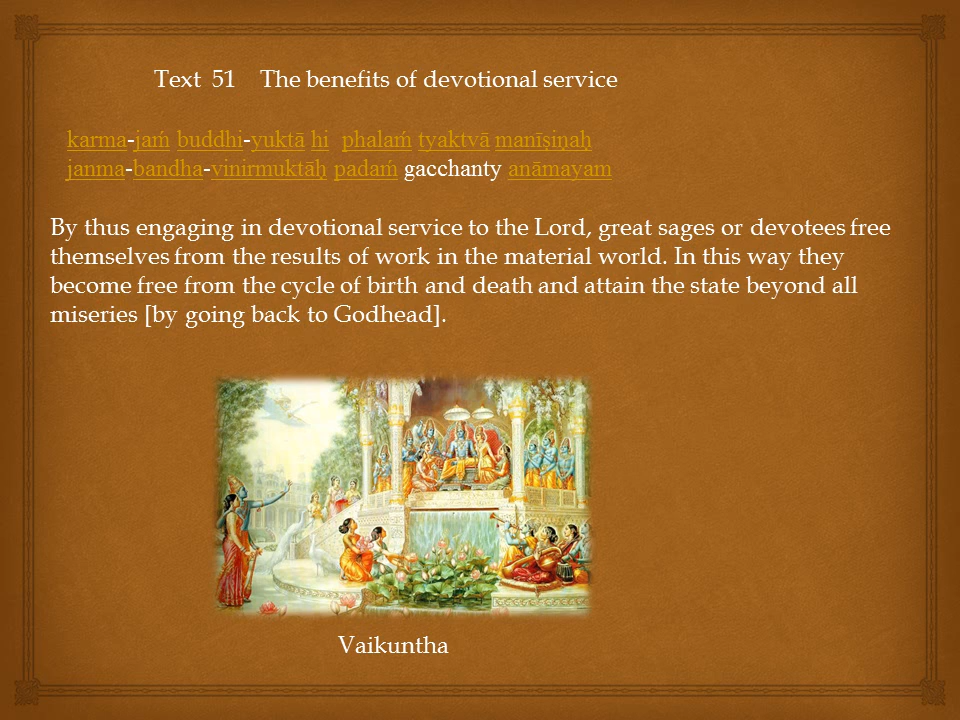 Text 51 The benefits of devotional service
karma-jaṁ buddhi-yuktā hi phalaṁ tyaktvā manīṣiṇaḥ
janma-bandha-vinirmuktāḥ padaṁ gacchanty anāmayam
By thus engaging in devotional service to the Lord, great sages or devotees free
themselves from the results of work in the material world. In this way they
become free from the cycle of birth and death and attain the state beyond all
miseries [by going back to Godhead].
Vaikuntha